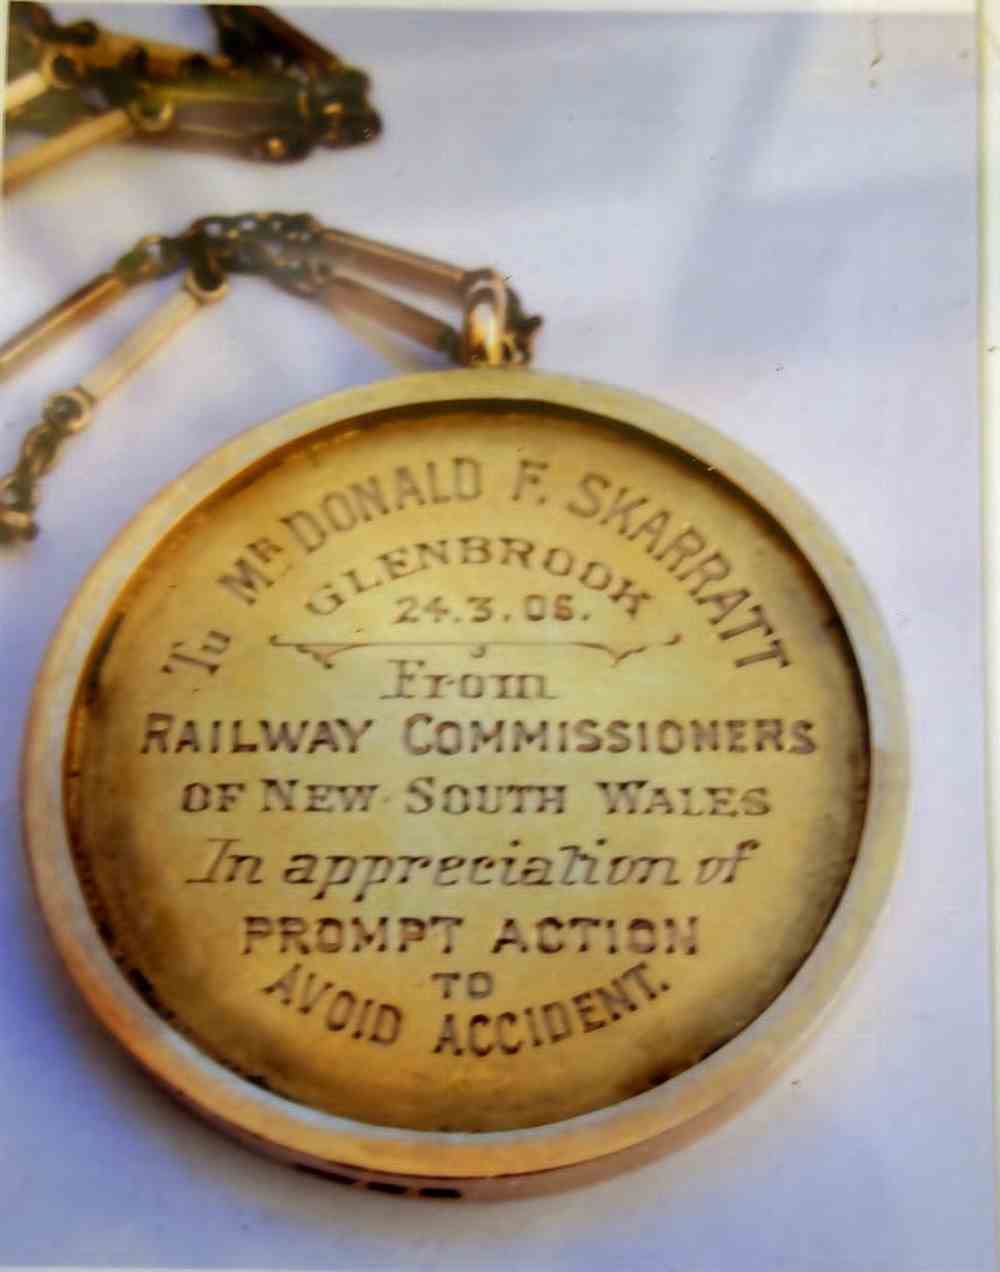 To MR DONALD F. SKARRATT
GLENBROOK
24.3.06.
From
RAILWAY COMMISSIONERS
OF NEW SOUTH WALES
In appreciation of
PROMPT ACTION
TO
AVOID ACCIDENT.